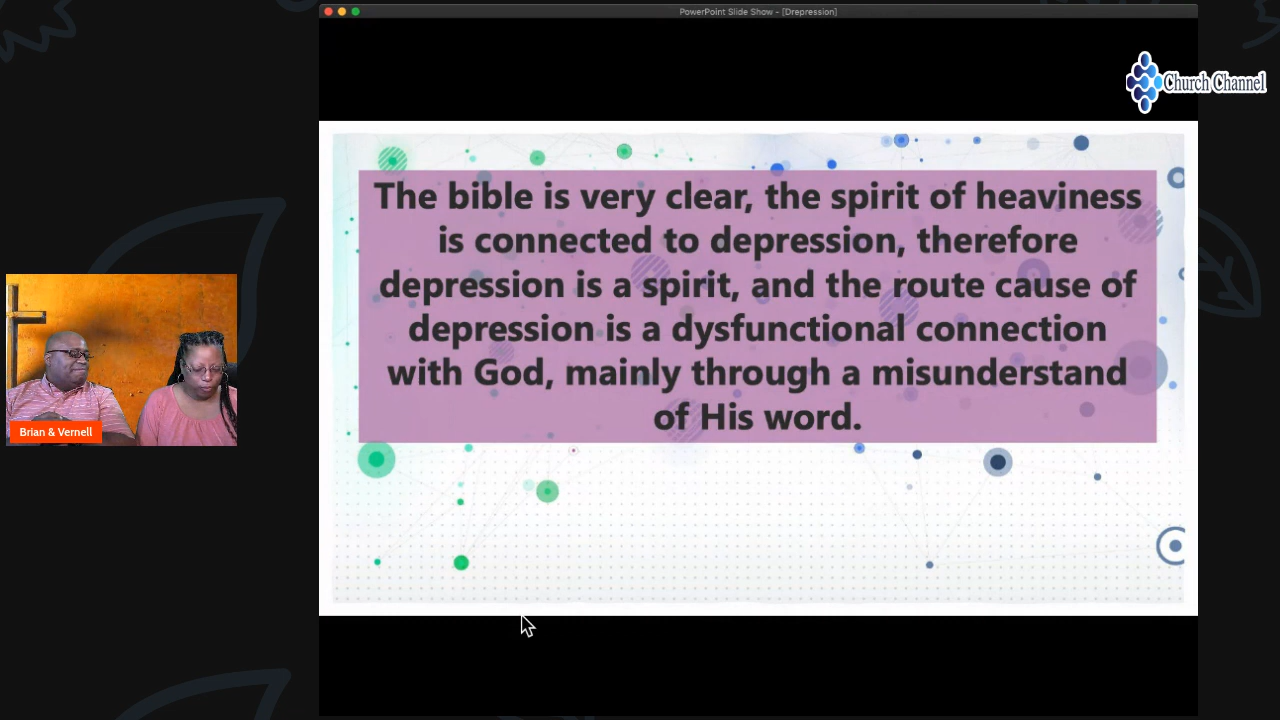 PowerPoint Slide Show - [Drepression]
Church Channel
The bible is very clear, the spirit of heaviness
is connected to depression, therefore
depression is a spirit, and the route cause of
depression is a dysfunctional connection
with God, mainly through a misunderstand
of His word.
Brian & Vernell